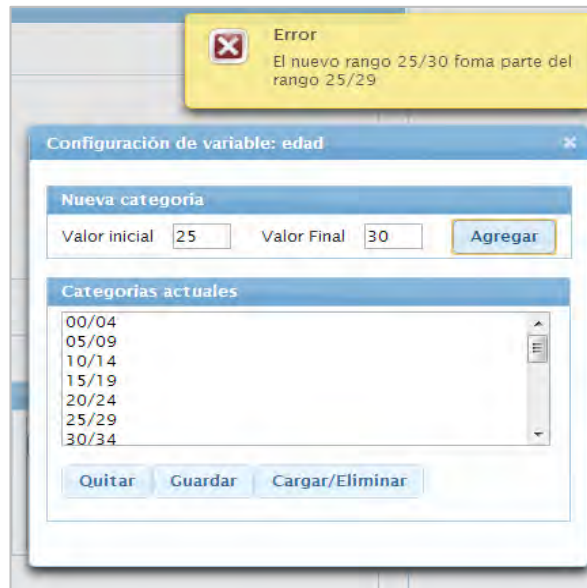 Error
El nuevo rango 25/30 foma parte del
rango 25/29
Configuración de variable: edad
Nueva categoria
Valor inicial 25 Valor Final 30 Agregar
Categorias actuales
00/04
05/09
10/14
15/19
20/24
25/29
30/34
Quitar Guardar Cargar/Eliminar